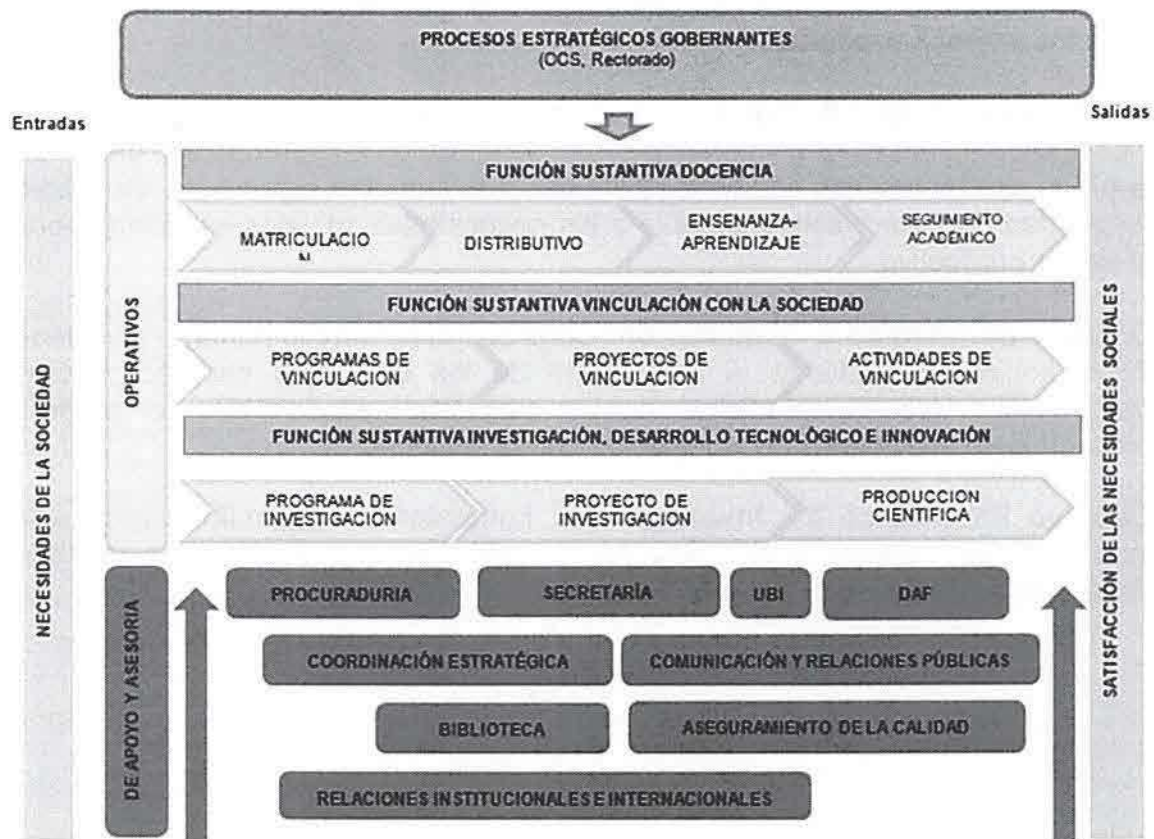 PROCESOS ESTRATÉGICOS GOBERNANTES
(OCS, Rectorado)
Entradas
Salidas
NECESIDADES DE LA SOCIEDAD
OPERATIVOS
FUNCIÓN SUSTANTIVA DOCENCIA
MATRICULACIO
N
DISTRIBUTIVO
ENSENANZA-
APRENDIZAJE
SEGUIMIENTO
ACADÉMICO
FUNCIÓN SUSTANTIVA VINCULACIÓN CON LA SOCIEDAD
PROGRAMAS DE
VINCULACION
PROYECTOS DE
VINCULACION
ACTIVIDADES DE
VINCULACION
FUNCIÓN SUSTANTIVA INVESTIGACIÓN, DESARROLLO TECNOLÓGICO E INNOVACIÓN
PROGRAMA DE
INVESTIGACION
PROYECTO DE
INVESTIGACION
PRODUCCION
CIENTIFICA
DE APOYO Y ASESORIA
PROCURADURIA
SECRETARÍA
UBI
DAF
COORDINACIÓN ESTRATÉGICA
COMUNICACIÓN Y RELACIONES PÚBLICAS
BIBLIOTECA
ASEGURAMIENTO DE LA CALIDAD
RELACIONES INSTITUCIONALES E INTERNACIONALES
SATISFACCIÓN DE LAS NECESIDADES SOCIALES